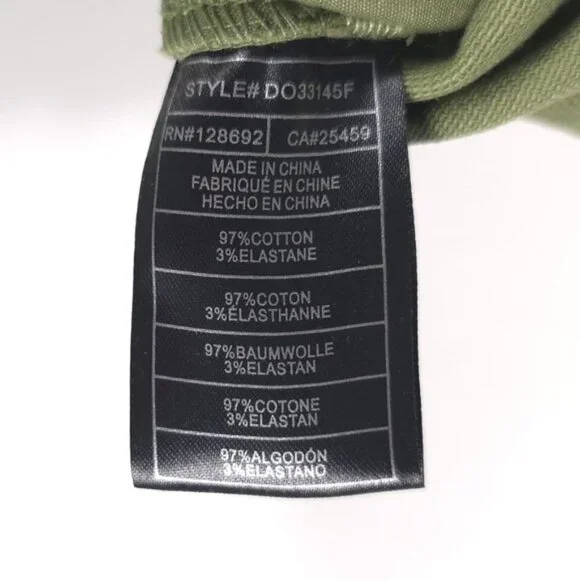 STYLE# DO33145F
RN#128692 CA#25459
MADE IN CHINA
FABRIQUÉ EN CHINE
HECHO EN CHINA
97%COTTON
3%ELASTANE
97%COTON
3%ÉLASTHANNE
97%BAUMWOLLE
3%ELASTAN
97%COTONE
3%ELASTAN
97%ALGODÓN
3%ELASTANO